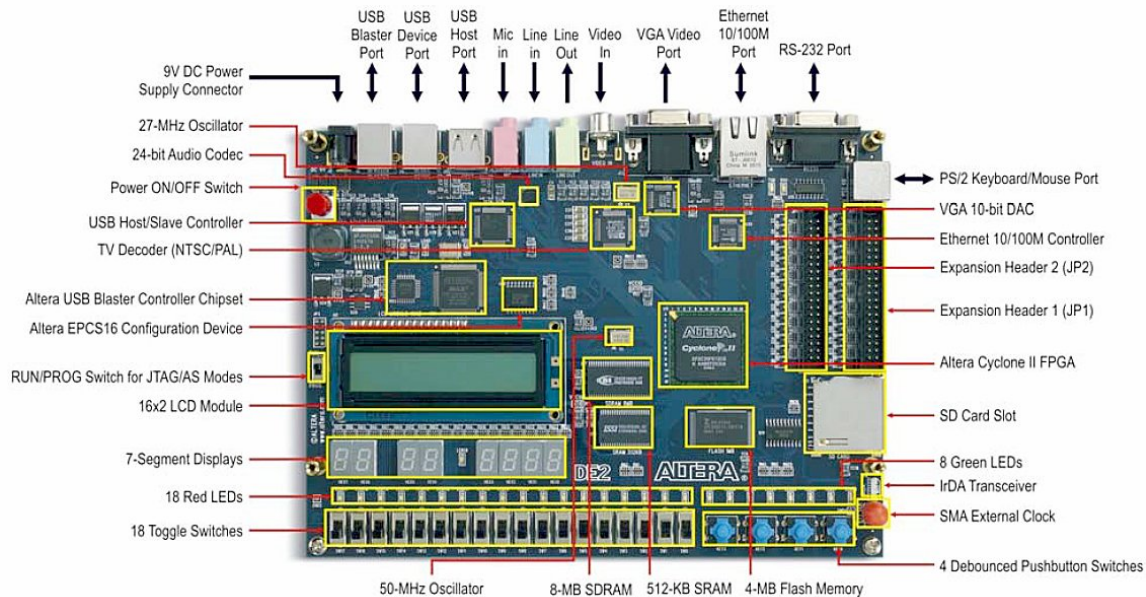 USB
Blaster
Port
USB
Device
Port
USB
Host
Port
Mic
in
Line
in
Line
Out
Video
In
VGA Video
Port
Ethernet
10/100M
Port
RS-232 Port
9V DC Power
Supply Connector
27-MHz Oscillator
24-bit Audio Codec
Power ON/OFF Switch
USB Host/Slave Controller
TV Decoder (NTSC/PAL)
Altera USB Blaster Controller Chipset
Altera EPCS16 Configuration Device
RUN/PROG Switch for JTAG/AS Modes
16x2 LCD Module
7-Segment Displays
18 Red LEDs
18 Toggle Switches
PS/2 Keyboard/Mouse Port
VGA 10-bit DAC
Ethernet 10/100M Controller
Expansion Header 2 (JP2)
Expansion Header 1 (JP1)
Altera Cyclone II FPGA
SD Card Slot
8 Green LEDs
IrDA Transceiver
SMA External Clock
4 Debounced Pushbutton Switches
50-MHz Oscillator
8-MB SDRAM
512-KB SRAM
4-MB Flash Memory
VIDEO IN
ETHERNET
ALTERA
Cyclone II
SD CARD
DE2
ALTERA